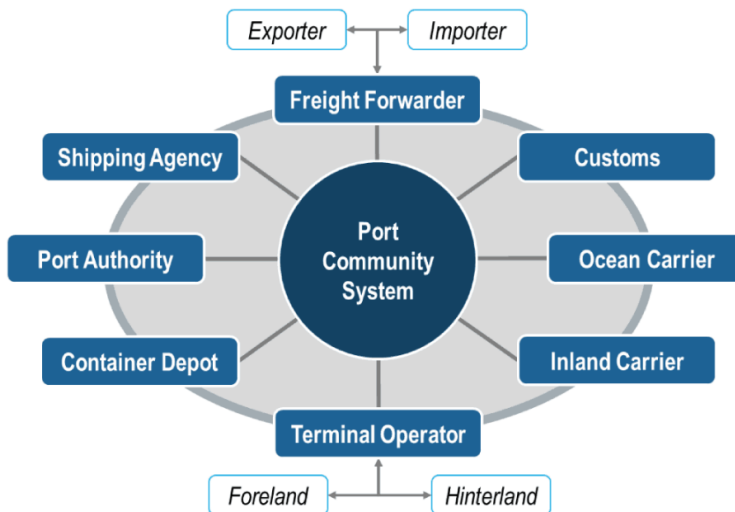 Exporter
Importer
Freight Forwarder
Shipping Agency
Customs
Port
Community
System
Port Authority
Ocean Carrier
Container Depot
Inland Carrier
Terminal Operator
Foreland
Hinterland